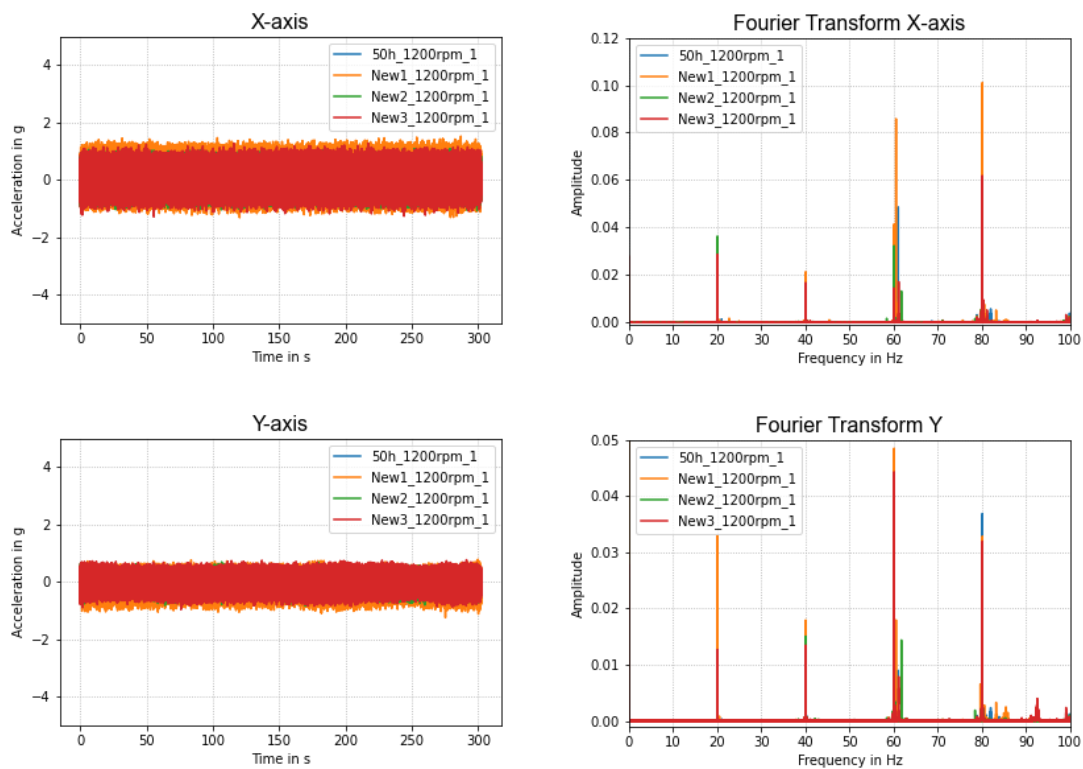 X-axis
Acceleration in g
4
2
0
−2
−4
50h_1200rpm_1
New1_1200rpm_1
New2_1200rpm_1
New3_1200rpm_1
0 50 100 150 200 250 300
Time in s
Fourier Transform X-axis
Amplitude
0.12
0.10
0.08
0.06
0.04
0.02
0.00
50h_1200rpm_1
New1_1200rpm_1
New2_1200rpm_1
New3_1200rpm_1
0 10 20 30 40 50 60 70 80 90 100
Frequency in Hz
Y-axis
Acceleration in g
4
2
0
−2
−4
50h_1200rpm_1
New1_1200rpm_1
New2_1200rpm_1
New3_1200rpm_1
0 50 100 150 200 250 300
Time in s
Fourier Transform Y
Amplitude
0.05
0.04
0.03
0.02
0.01
0.00
50h_1200rpm_1
New1_1200rpm_1
New2_1200rpm_1
New3_1200rpm_1
0 10 20 30 40 50 60 70 80 90 100
Frequency in Hz